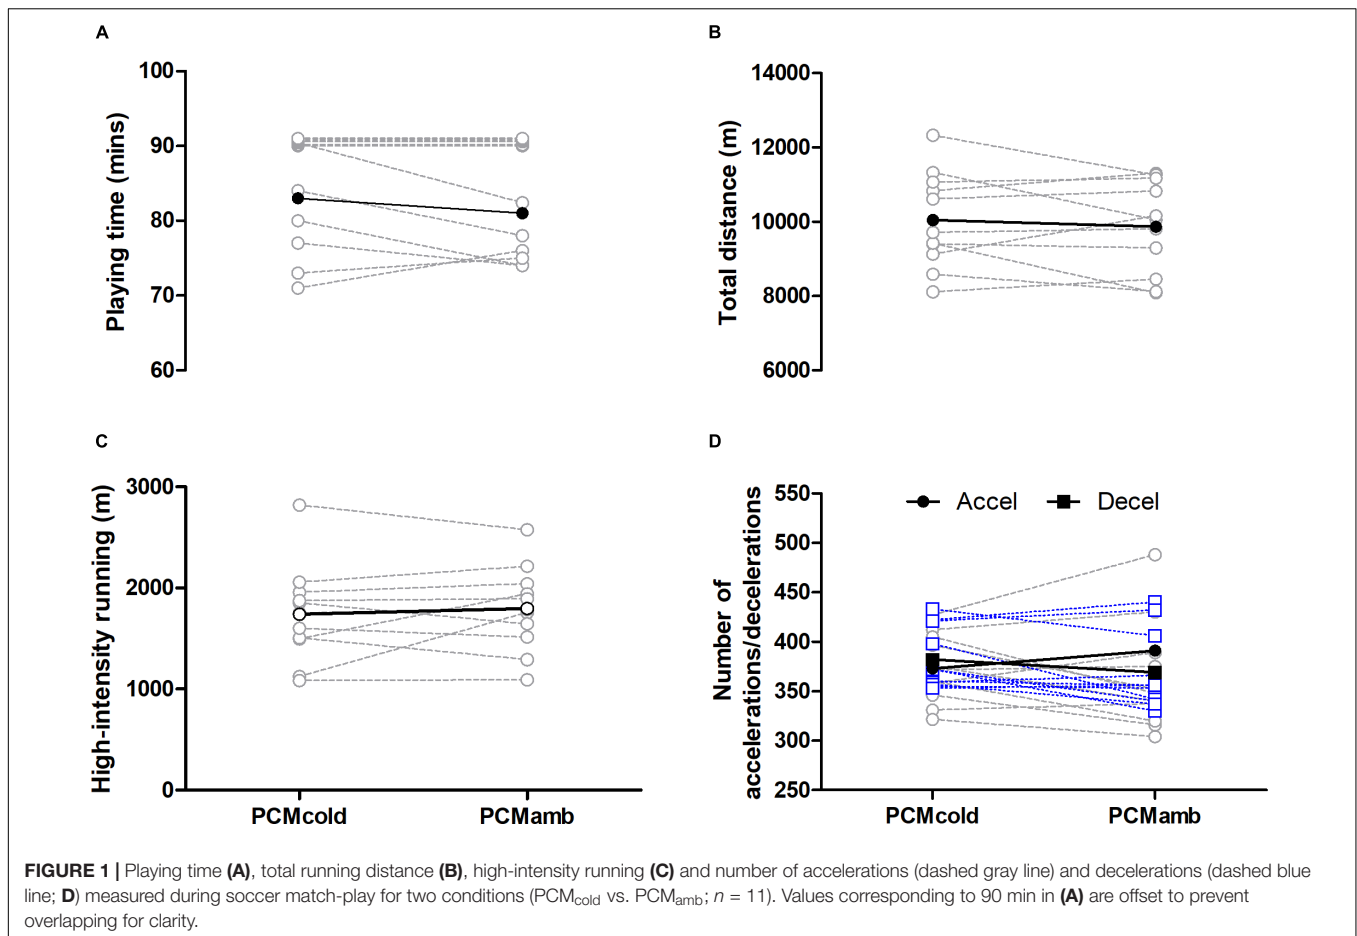 A
100
90
80
70
60
Playing time (mins)
B
14000
12000
10000
8000
6000
Total distance (m)
C
3000
2000
1000
0
High-intensity running (m)
PCMcold
PCMamb
D
550
500
450
400
350
300
250
Number of
accelerations/decelerations
Accel
Decel
PCMcold
PCMamb
FIGURE 1 | Playing time (A), total running distance (B), high-intensity running (C) and number of accelerations (dashed gray line) and decelerations (dashed blue
line; D) measured during soccer match-play for two conditions (PCMcold vs. PCMamb; n = 11). Values corresponding to 90 min in (A) are offset to prevent
overlapping for clarity.